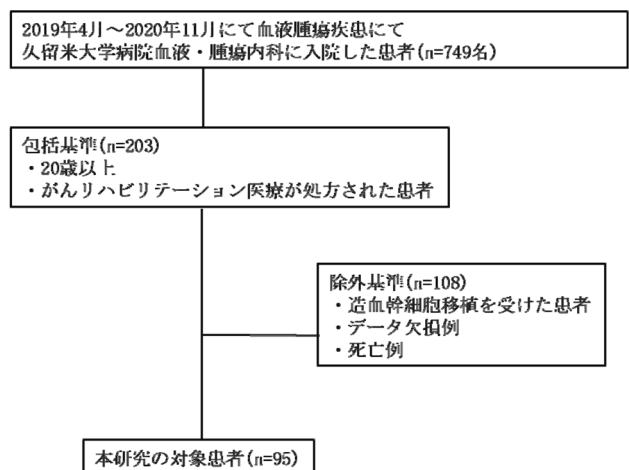 2019年4月〜2020年11月にて血液腫瘍疾患にて
久留米大学病院血液・腫瘍内科に入院した患者(n=749名)
包括基準(n=203)
・20歳以上
・がんリハビリテーション医療が処方された患者
除外基準(n=108)
・造血幹細胞移植を受けた患者
・データ欠損例
・死亡例
本研究の対象患者(n=95)